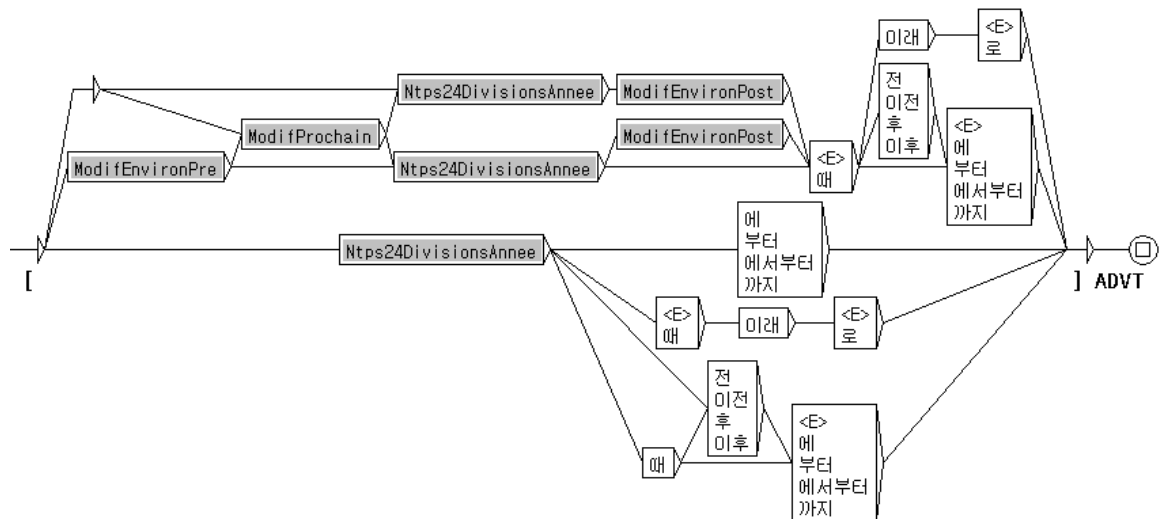 이래
<E>
로
전
이전
후
이후
Ntps24DivisionsAnnee
ModifEnvironPost
ModifProchain
ModifEnvironPost
<E>
에
부터
에서부터
까지
ModifEnvironPre
Ntps24DivisionsAnnee
<E>
때
Ntps24DivisionsAnnee
에
부터
에서부터
까지
[
] ADVT
<E>
때
이래
<E>
로
전
이전
후
이후
때
<E>
에
부터
에서부터
까지